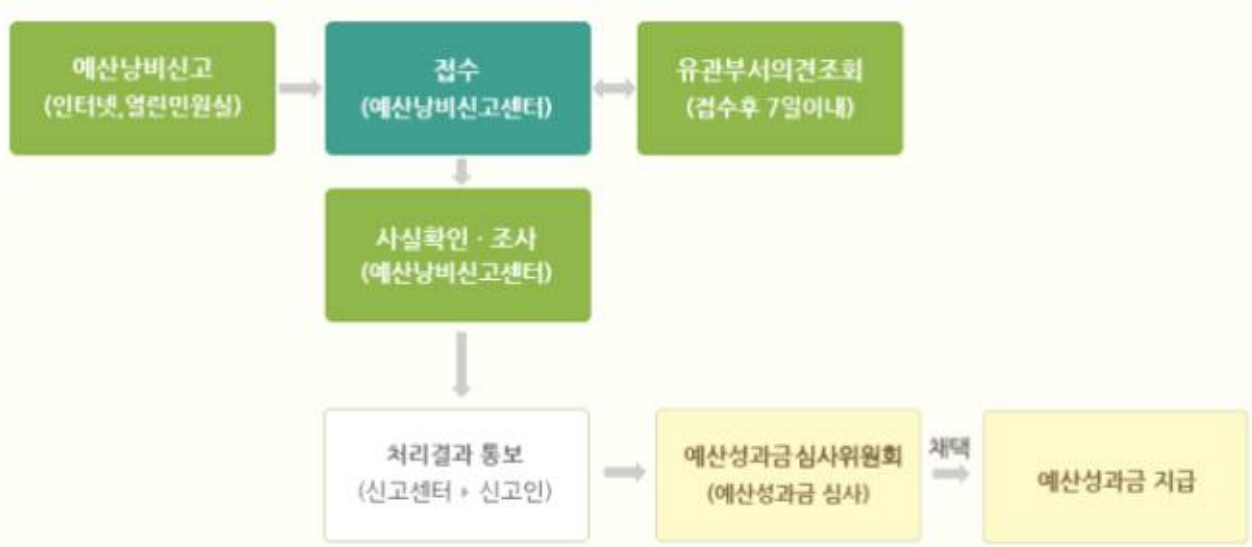 예산낭비신고
(인터넷,열린민원실)
접수
(예산낭비신고센터)
유관부서의견조회
(접수후 7일이내)
사실확인 · 조사
(예산낭비신고센터)
처리결과 통보
(신고센터 ▸ 신고인)
예산성과금심사위원회
(예산성과금 심사)
채택
예산성과금 지급